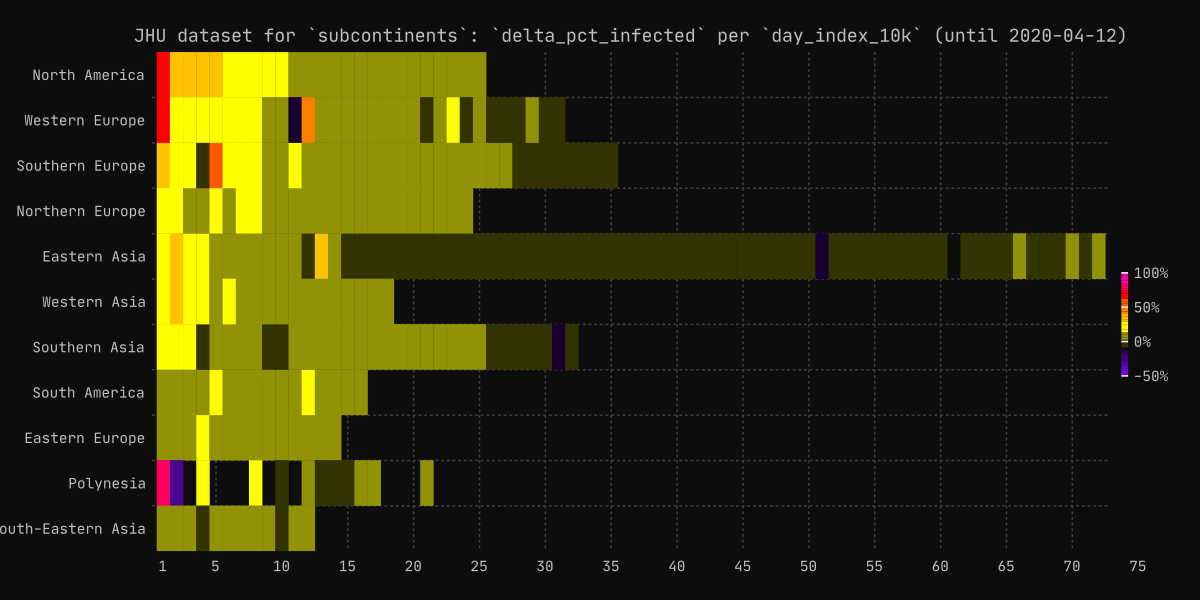 JHU dataset for `subcontinents`: `delta_pct_infected` per `day_index_10k` (until 2020-04-12)
North America
Western Europe
Southern Europe
Northern Europe
Eastern Asia
Western Asia
Southern Asia
South America
Eastern Europe
Polynesia
outh-Eastern Asia
100%
50%
0%
-50%
1 5 10 15 20 25 30 35 40 45 50 55 60 65 70 75